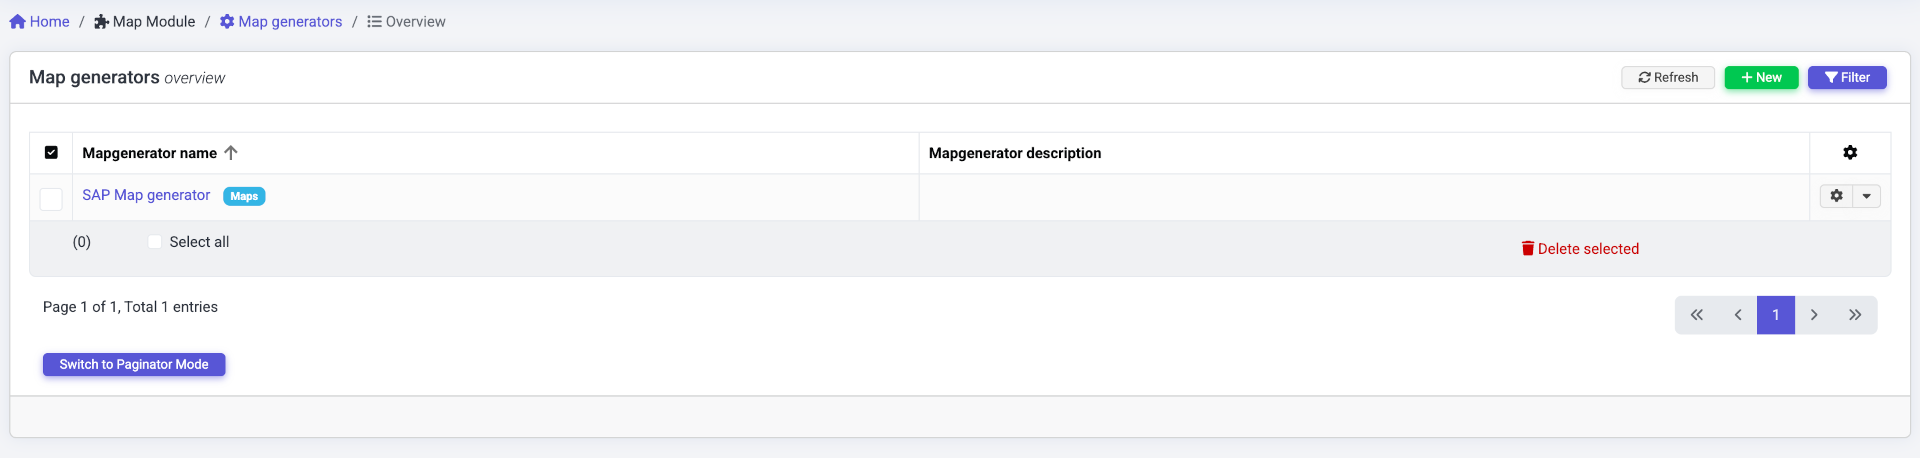 Home / Map Module / Map generators / Overview
Map generators overview
Refresh
New
Filter
Mapgenerator name
Mapgenerator description
SAP Map generator Maps
(0) Select all
Delete selected
Page 1 of 1, Total 1 entries
1
Switch to Paginator Mode